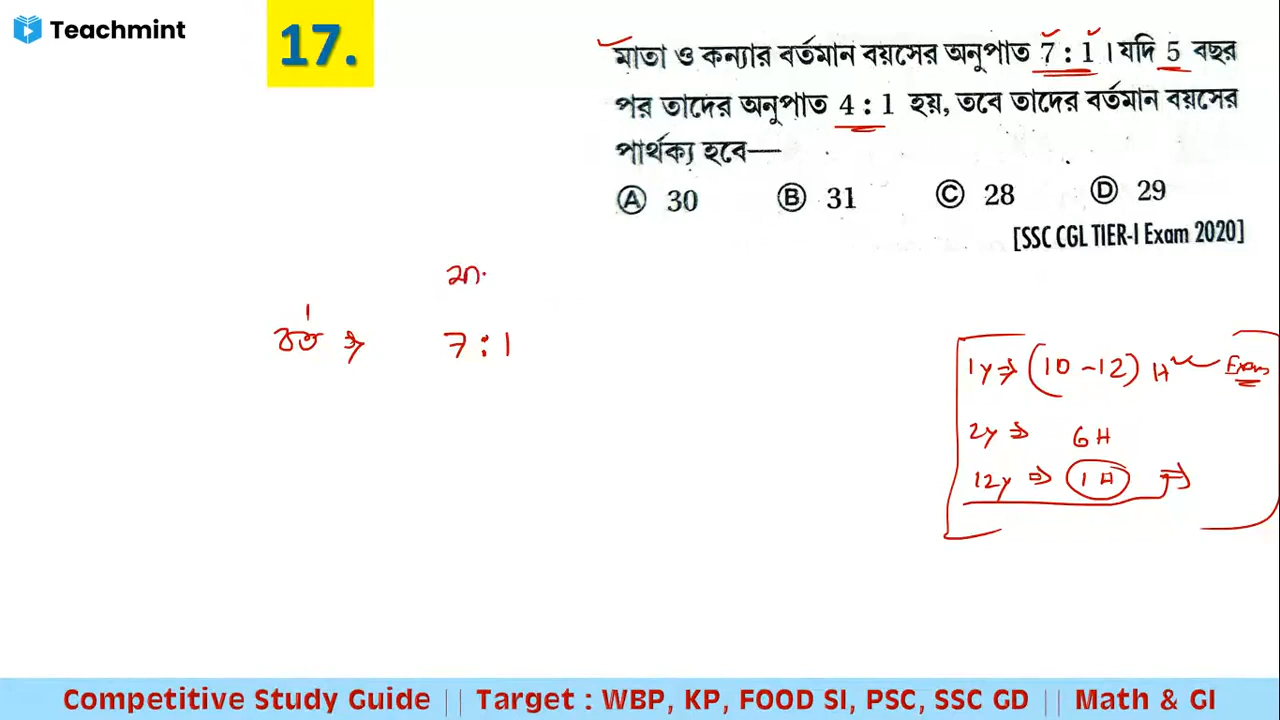 Teachmint
17.
মাতা ও কন্যার বর্তমান বয়সের অনুপাত 7 : 1 । যদি 5 বছর
পর তাদের অনুপাত 4 : 1 হয়, তবে তাদের বর্তমান বয়সের
পার্থক্য হবে—
Ⓐ 30 Ⓑ 31 Ⓒ 28 Ⓓ 29
[SSC CGL TIER-I Exam 2020]
মা
বর্ত ⇒ 7 : 1
1y ⇒ (10 - 12) H Exam
2y ⇒ 6 H
12y ⇒ 1 H ⇒
Competitive Study Guide || Target : WBP, KP, FOOD SI, PSC, SSC GD || Math & GI